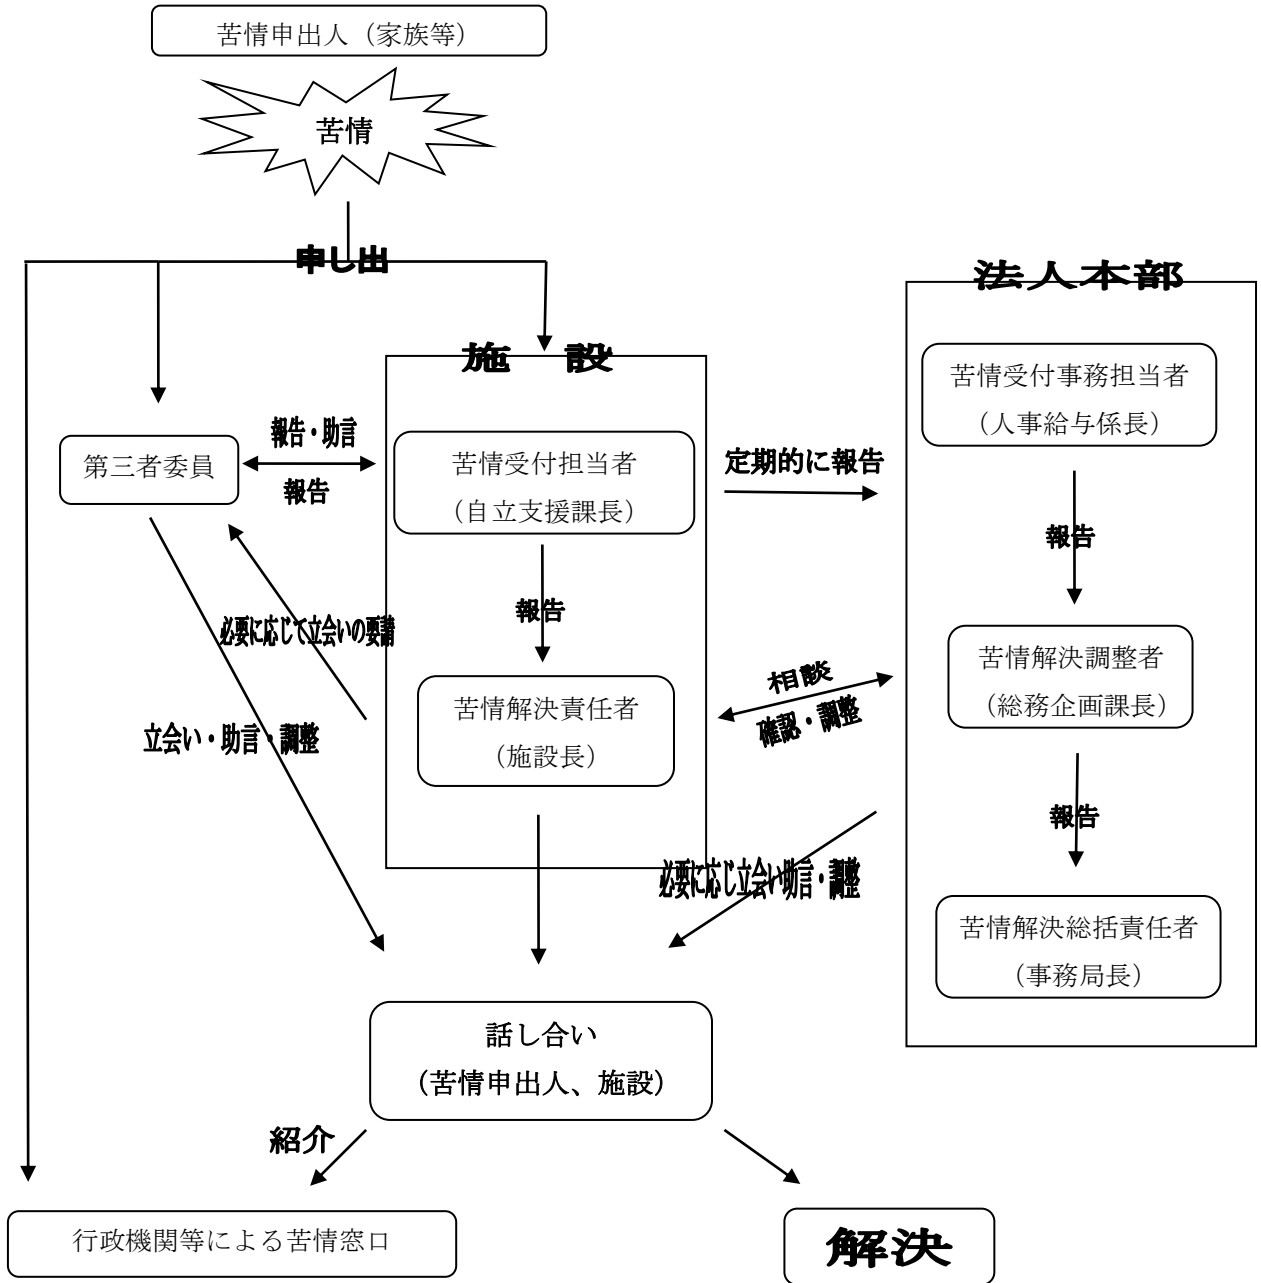 苦情申出人（家族等）
苦情
申し出
法人本部
施　設
苦情受付事務担当者
（人事給与係長）
報告・助言
第三者委員
報告
苦情受付担当者
（自立支援課長）
定期的に報告
報告
報告
必要に応じて立会いの要請
苦情解決調整者
（総務企画課長）
相談
確認・調整
苦情解決責任者
（施設長）
立会い・助言・調整
報告
必要に応じ立会い助言・調整
苦情解決総括責任者
（事務局長）
話し合い
（苦情申出人、施設）
紹介
行政機関等による苦情窓口
解決